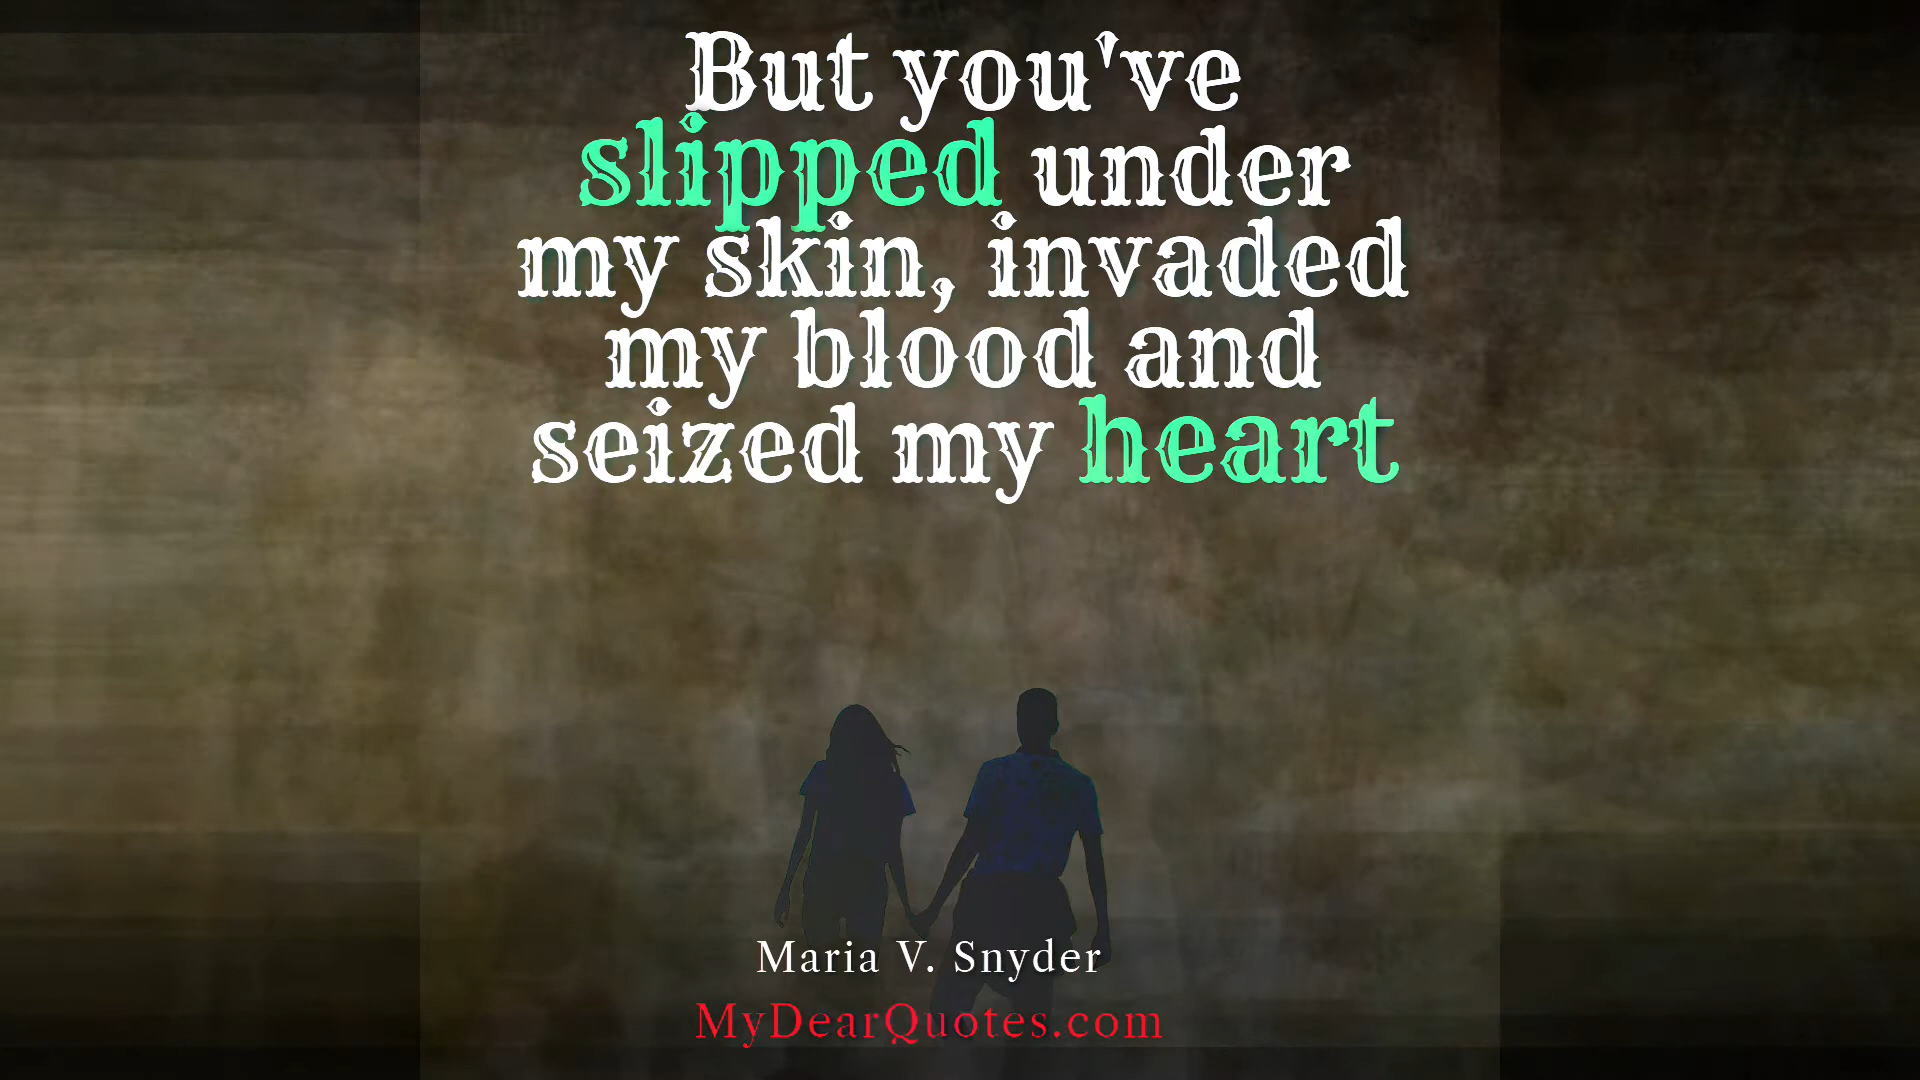 But you've
slipped under
my skin, invaded
my blood and
seized my heart
Maria V. Snyder
MyDearQuotes.com